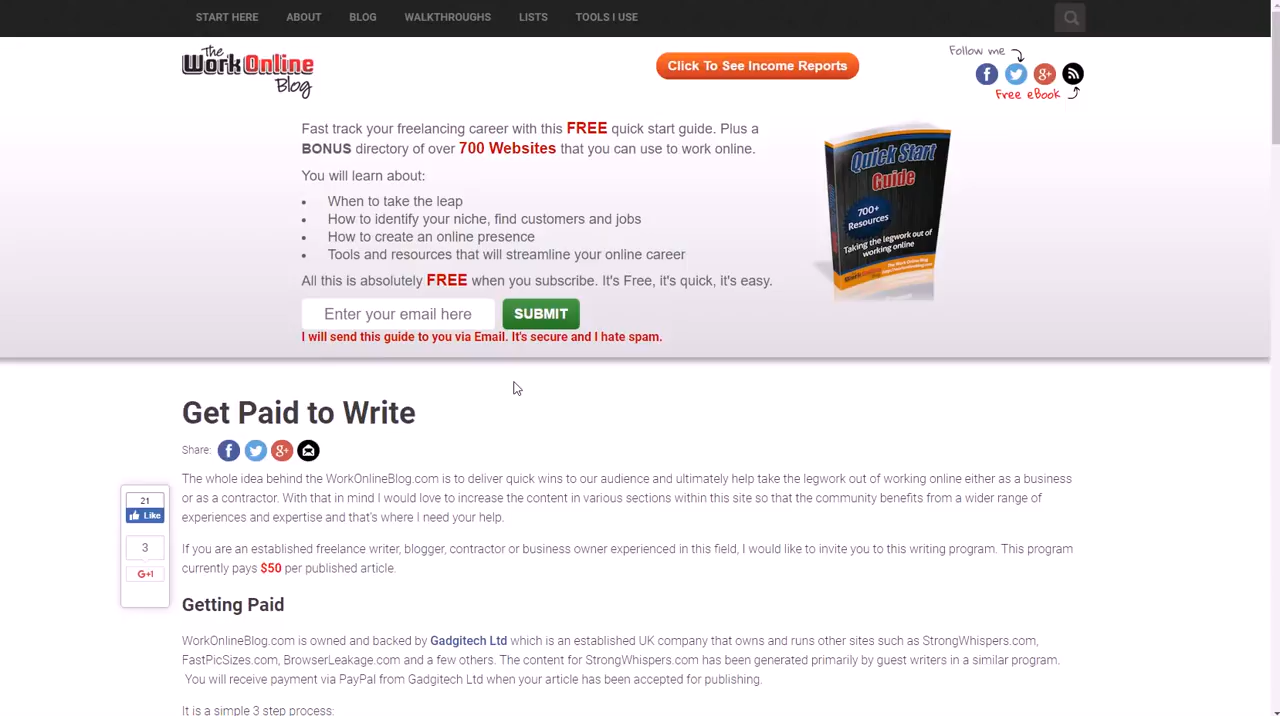 START HERE ABOUT BLOG WALKTHROUGHS LISTS TOOLS I USE
The
WorkOnline
Blog
Click To See Income Reports
Follow me
Free eBook
Fast track your freelancing career with this FREE quick start guide. Plus a
BONUS directory of over 700 Websites that you can use to work online.
You will learn about:
• When to take the leap
• How to identify your niche, find customers and jobs
• How to create an online presence
• Tools and resources that will streamline your online career
All this is absolutely FREE when you subscribe. It's Free, it's quick, it's easy.
Enter your email here SUBMIT
I will send this guide to you via Email. It's secure and I hate spam.
Quick Start
Guide
700+
Resources
Taking the legwork out of
working online
The Work Online Blog
Get Paid to Write
Share:
The whole idea behind the WorkOnlineBlog.com is to deliver quick wins to our audience and ultimately help take the legwork out of working online either as a business
or as a contractor. With that in mind I would love to increase the content in various sections within this site so that the community benefits from a wider range of
experiences and expertise and that's where I need your help.
21
Like
3
G+1
If you are an established freelance writer, blogger, contractor or business owner experienced in this field, I would like to invite you to this writing program. This program
currently pays $50 per published article.
Getting Paid
WorkOnlineBlog.com is owned and backed by Gadgitech Ltd which is an established UK company that owns and runs other sites such as StrongWhispers.com,
FastPicSizes.com, BrowserLeakage.com and a few others. The content for StrongWhispers.com has been generated primarily by guest writers in a similar program.
You will receive payment via PayPal from Gadgitech Ltd when your article has been accepted for publishing.
It is a simple 3 step process: